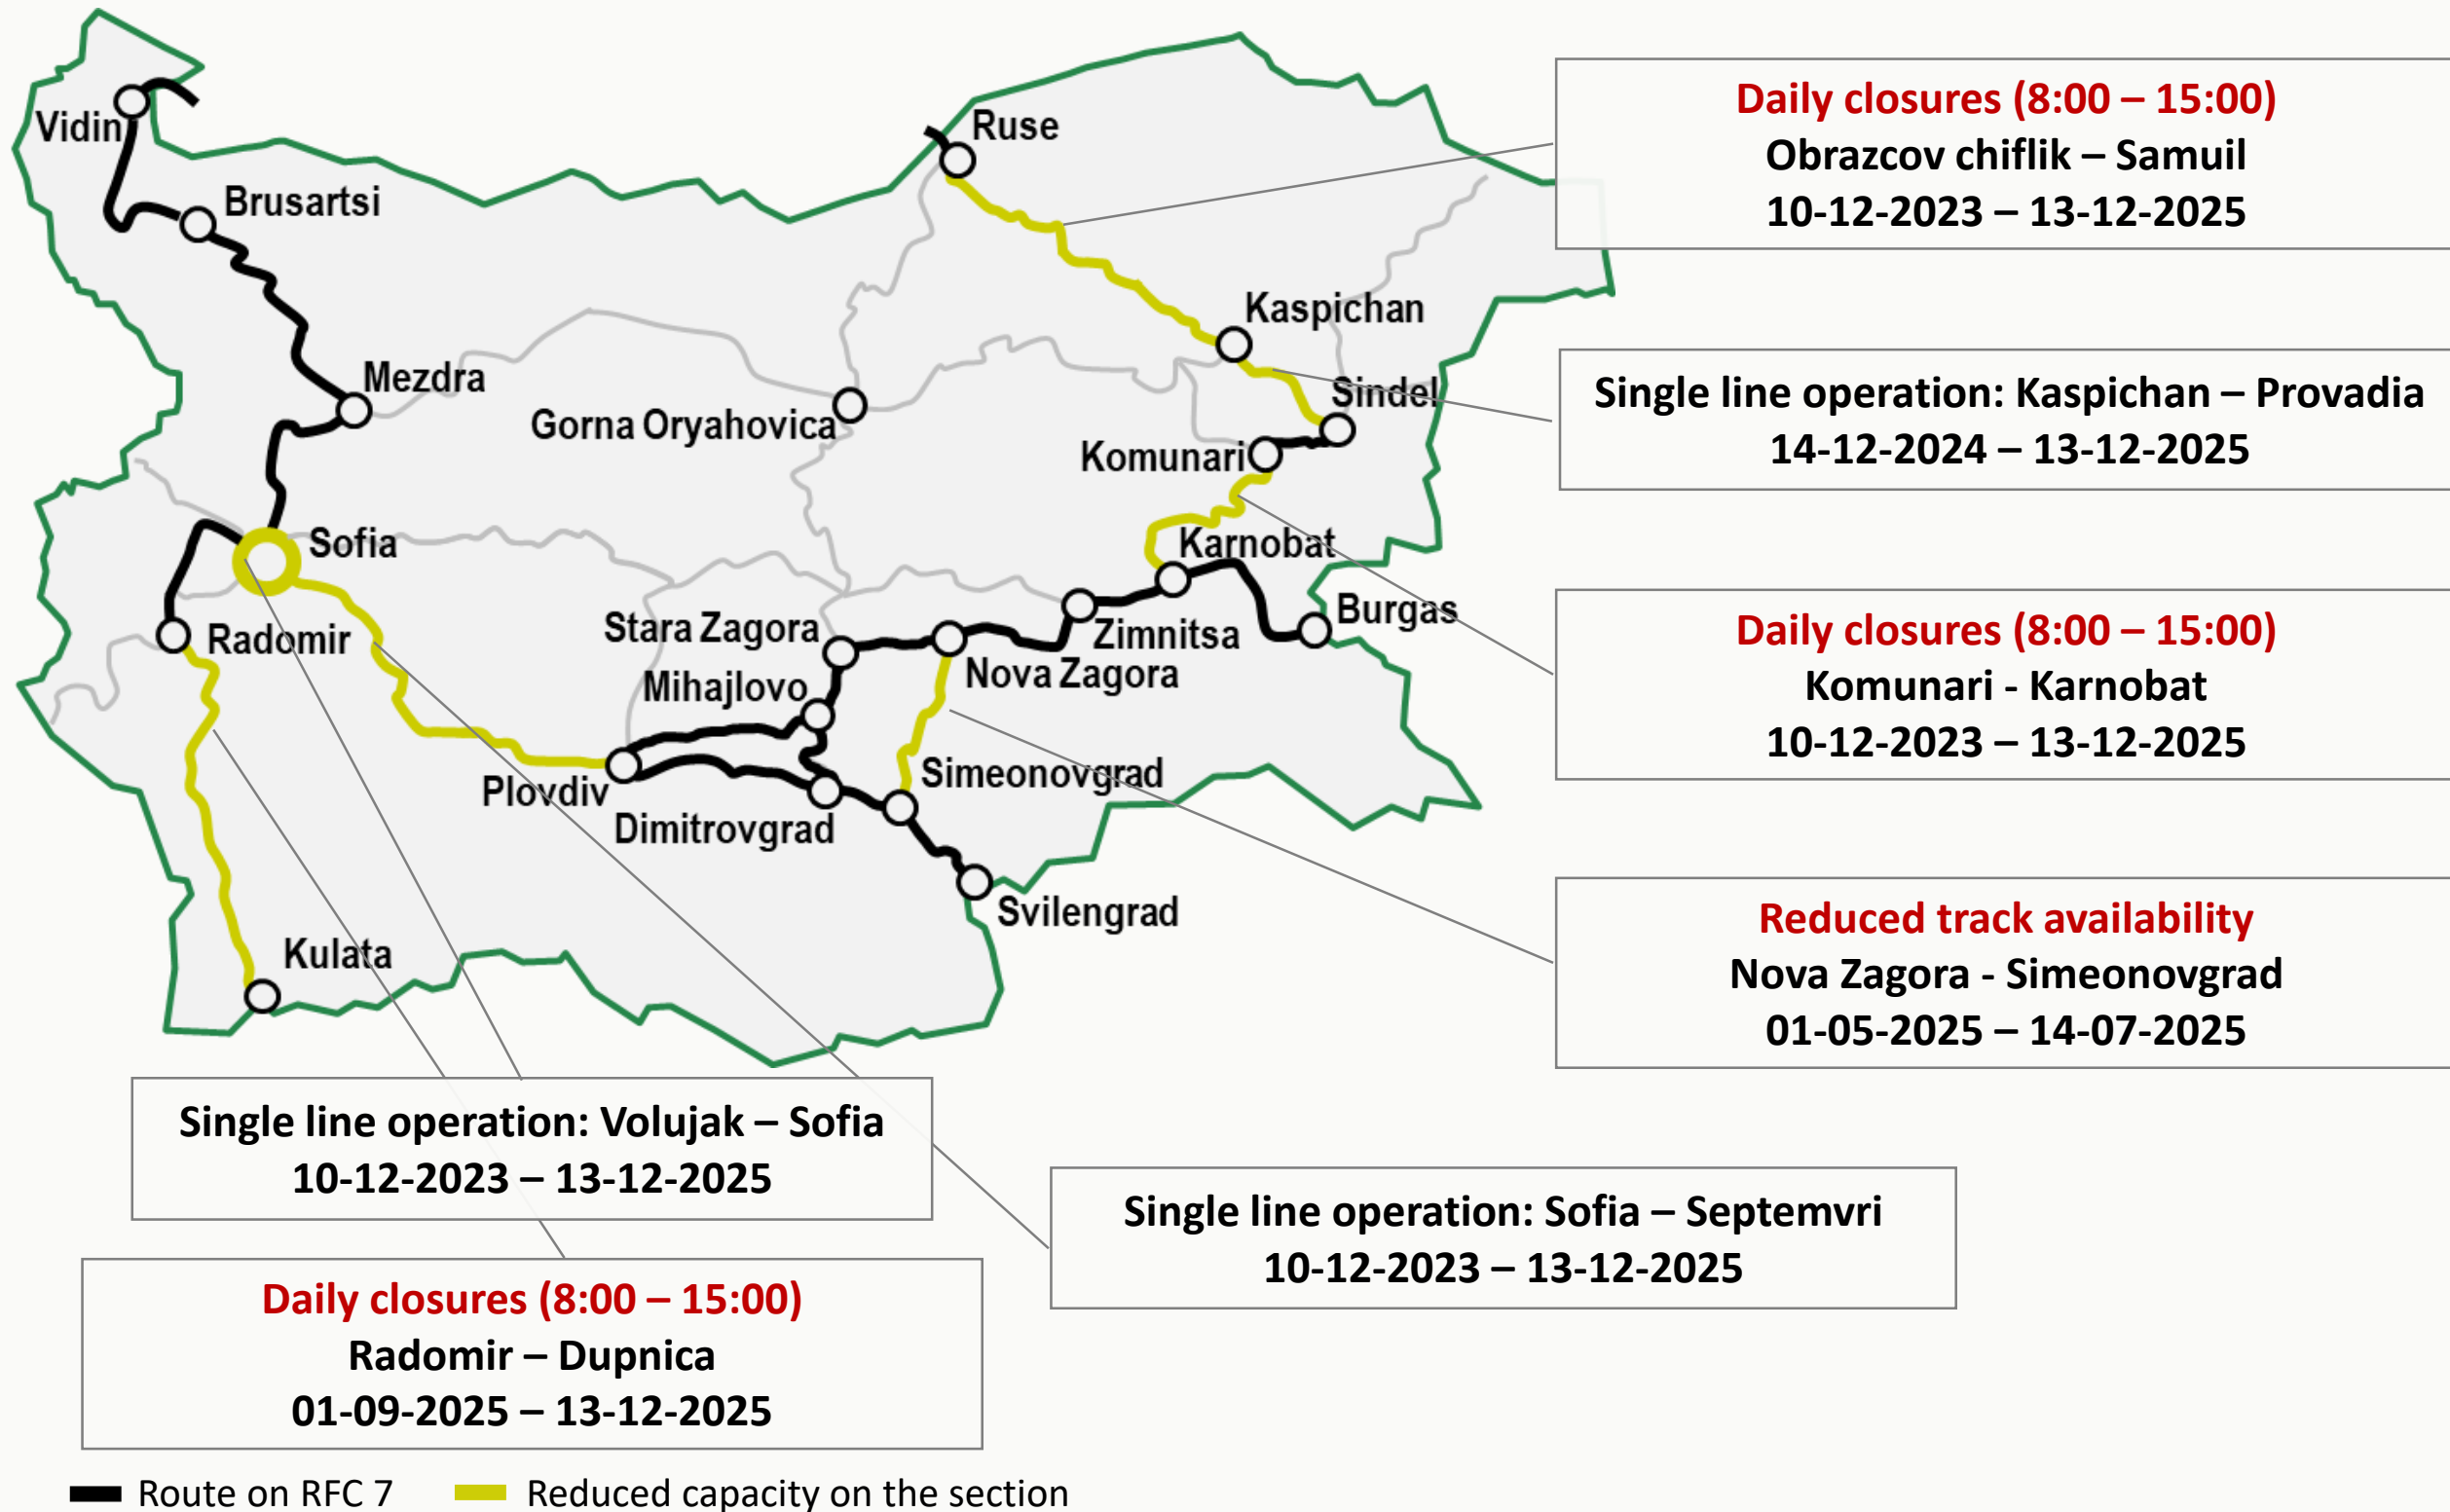 Vidin
Brusartsi
Mezdra
Ruse
Kaspichan
Sindel
Gorna Oryahovica
Komunari
Karnobat
Sofia
Radomir
Stara Zagora
Zimnitsa
Burgas
Mihajlovo
Nova Zagora
Plovdiv
Simeonovgrad
Dimitrovgrad
Svilengrad
Kulata
Daily closures (8:00 – 15:00)
Obrazcov chiflik – Samuil
10-12-2023 – 13-12-2025
Single line operation: Kaspichan – Provadia
14-12-2024 – 13-12-2025
Daily closures (8:00 – 15:00)
Komunari - Karnobat
10-12-2023 – 13-12-2025
Reduced track availability
Nova Zagora - Simeonovgrad
01-05-2025 – 14-07-2025
Single line operation: Volujak – Sofia
10-12-2023 – 13-12-2025
Single line operation: Sofia – Septemvri
10-12-2023 – 13-12-2025
Daily closures (8:00 – 15:00)
Radomir – Dupnica
01-09-2025 – 13-12-2025
Route on RFC 7
Reduced capacity on the section